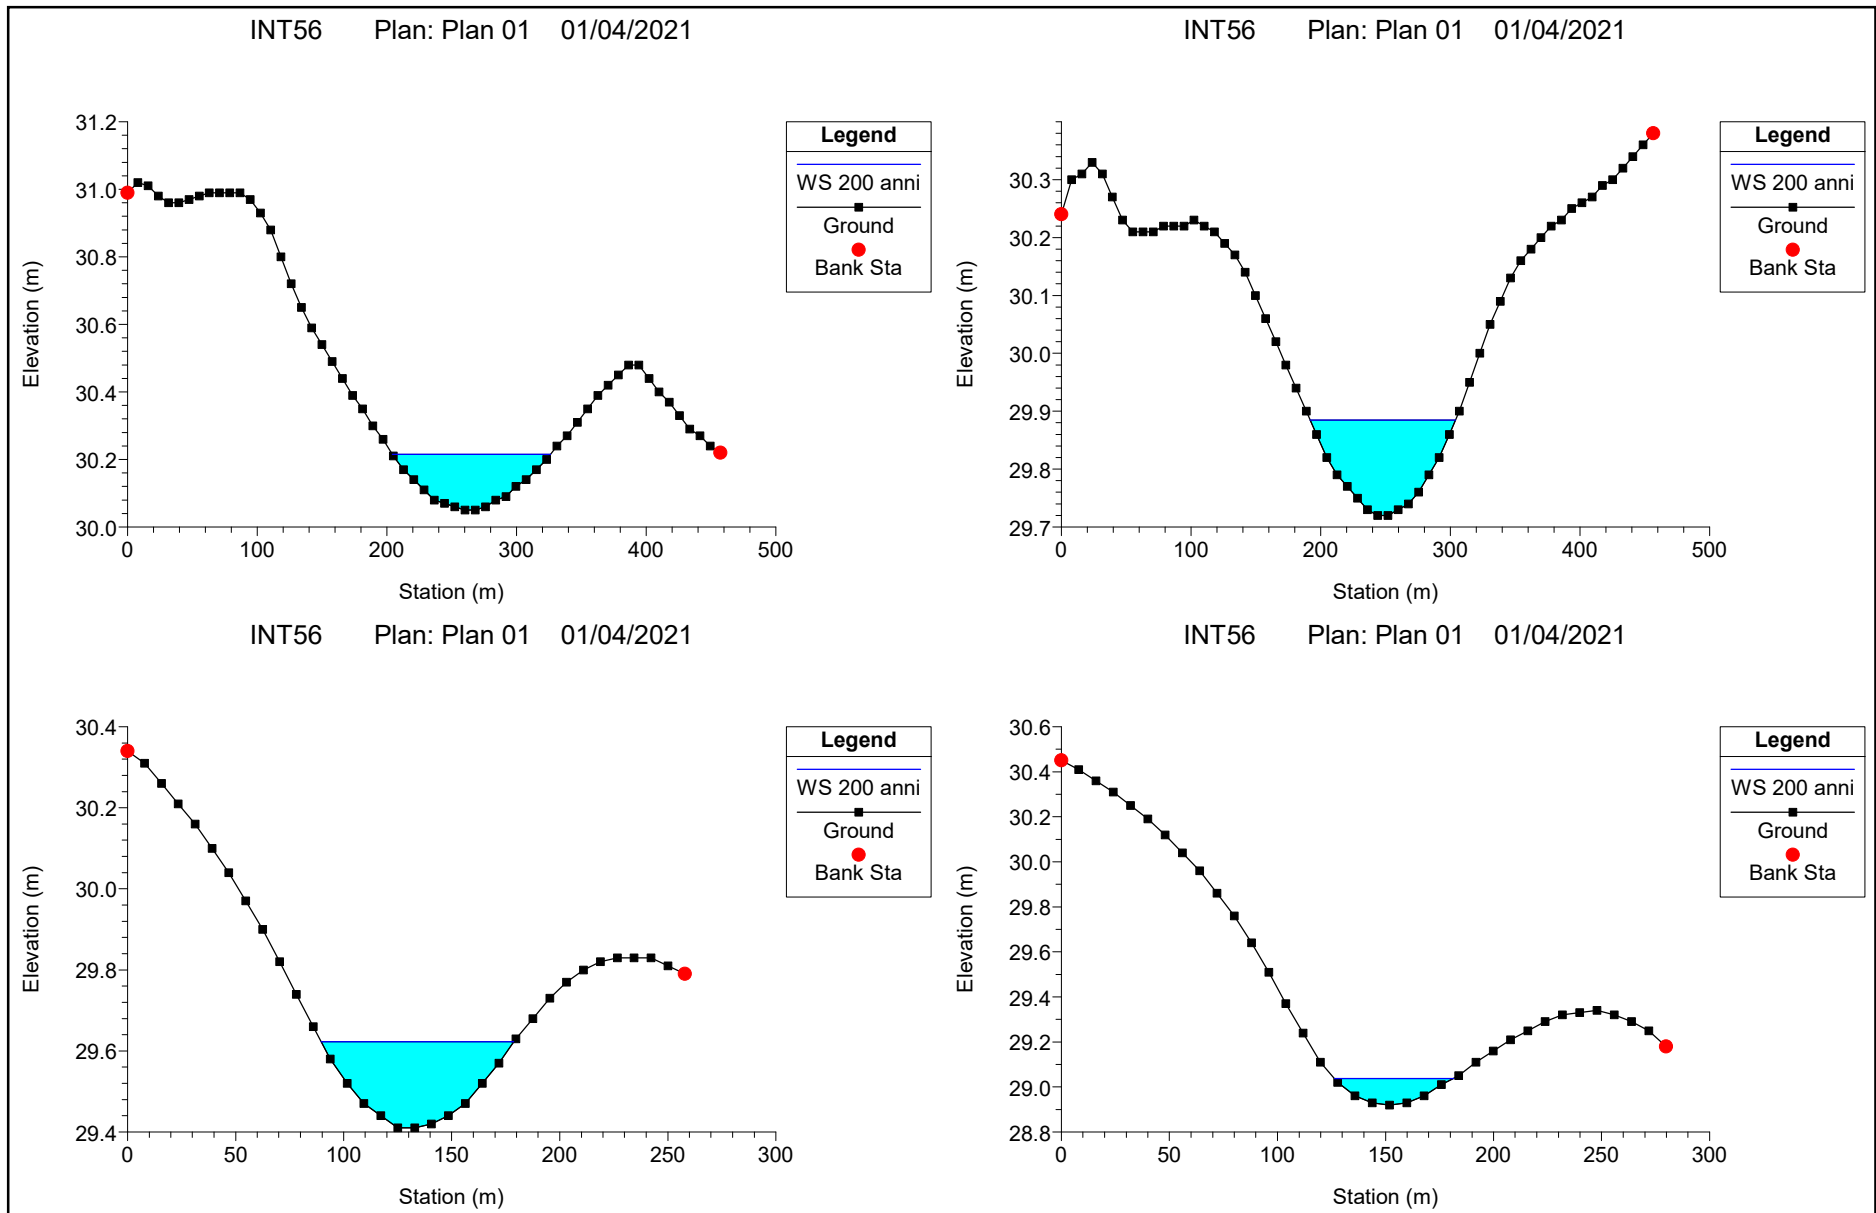 INT56 Plan: Plan 01 01/04/2021
31.2
31.0
30.8
30.6
30.4
30.2
30.0
0 100 200 300 400 500
Elevation (m)
Station (m)
Legend
WS 200 anni
Ground
Bank Sta
INT56 Plan: Plan 01 01/04/2021
30.3
30.2
30.1
30.0
29.9
29.8
29.7
0 100 200 300 400 500
Elevation (m)
Station (m)
Legend
WS 200 anni
Ground
Bank Sta
INT56 Plan: Plan 01 01/04/2021
30.4
30.2
30.0
29.8
29.6
29.4
0 50 100 150 200 250 300
Elevation (m)
Station (m)
Legend
WS 200 anni
Ground
Bank Sta
INT56 Plan: Plan 01 01/04/2021
30.6
30.4
30.2
30.0
29.8
29.6
29.4
29.2
29.0
28.8
0 50 100 150 200 250 300
Elevation (m)
Station (m)
Legend
WS 200 anni
Ground
Bank Sta